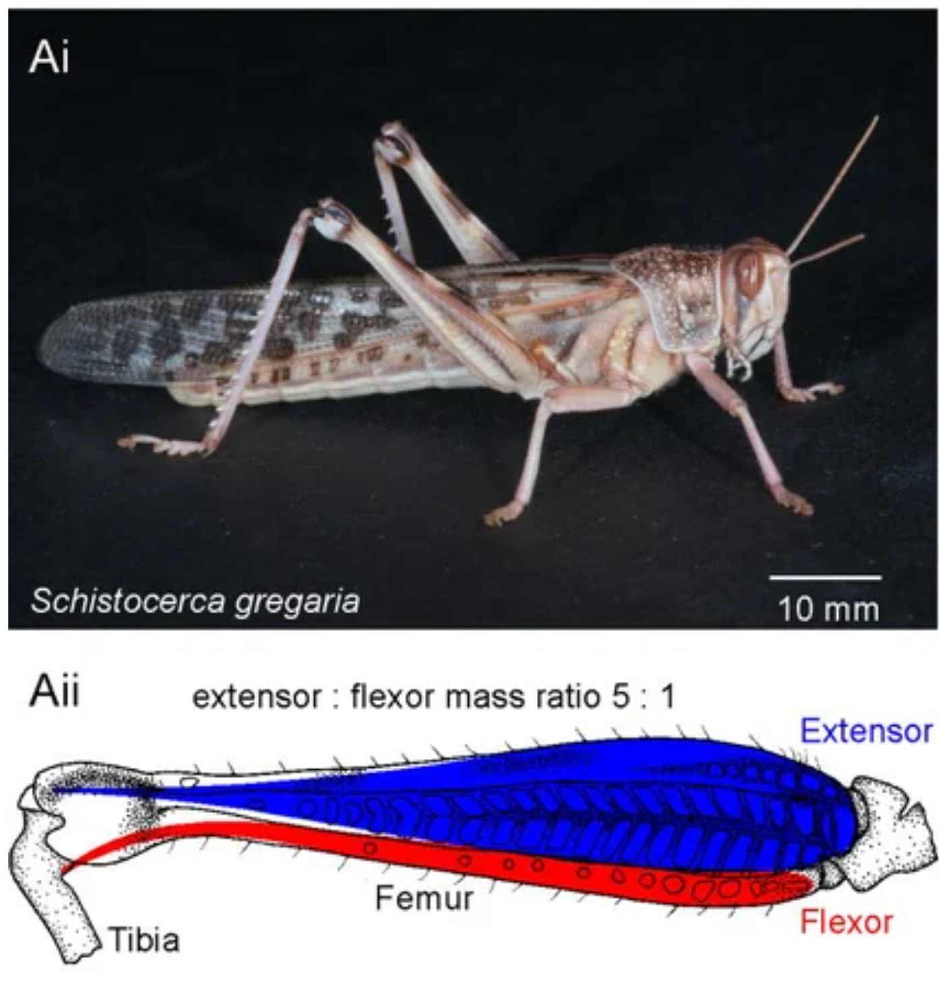 Ai
Schistocerca gregaria
10 mm
Aii
extensor : flexor mass ratio 5 : 1
Extensor
Femur
Flexor
Tibia